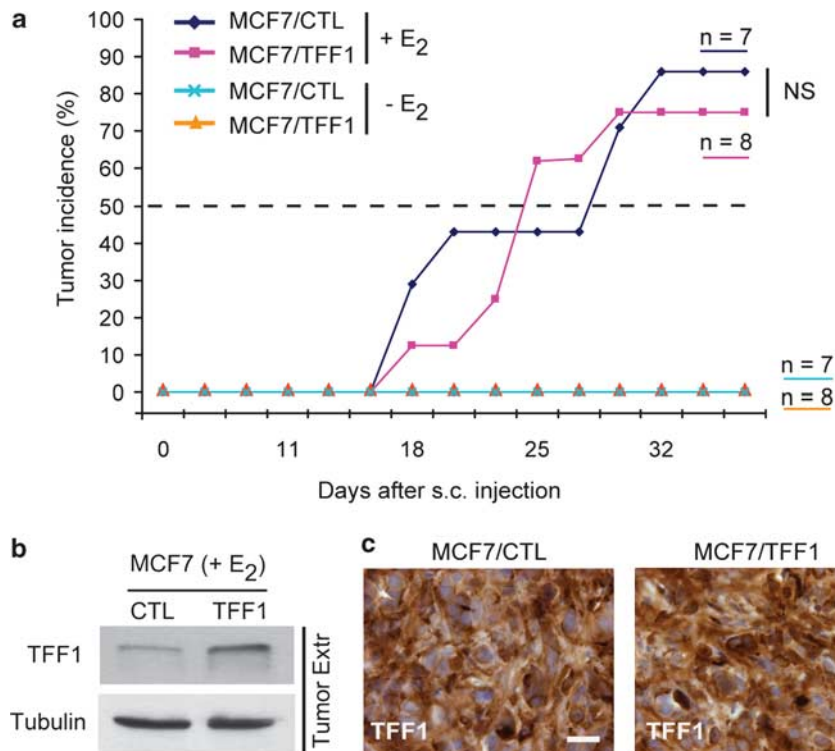 a
Tumor incidence (%)
100
90
80
70
60
50
40
30
20
10
0
MCF7/CTL
MCF7/TFF1
+ E2
MCF7/CTL
MCF7/TFF1
- E2
n = 7
NS
n = 8
n = 7
n = 8
0 11 18 25 32
Days after s.c. injection
b
MCF7 (+ E2)
CTL TFF1
TFF1
Tubulin
Tumor Extr
c
MCF7/CTL MCF7/TFF1
TFF1 TFF1